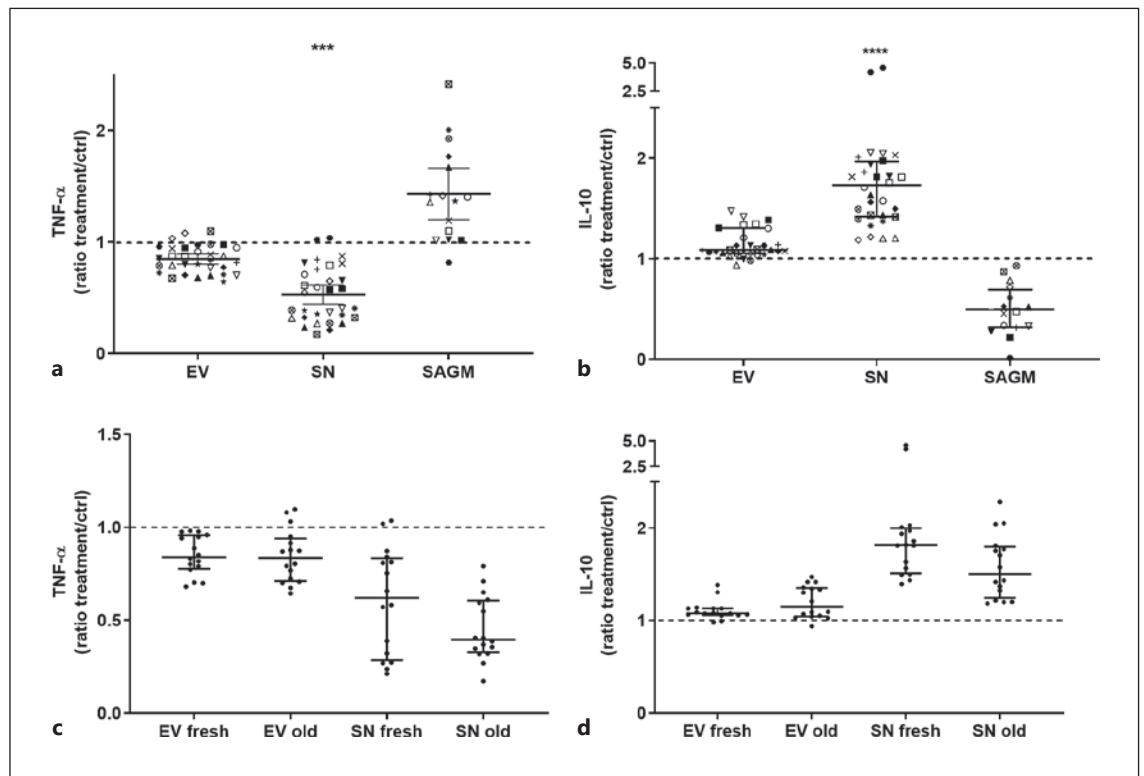 ***
TNF-α
(ratio treatment/ctrl)
2
1
0
EV SN SAGM
a
****
IL-10
(ratio treatment/ctrl)
5.0
2.5
2
1
0
EV SN SAGM
b
TNF-α
(ratio treatment/ctrl)
1.5
1.0
0.5
0.0
EV fresh EV old SN fresh SN old
c
IL-10
(ratio treatment/ctrl)
5.0
2.5
2
1
0
EV fresh EV old SN fresh SN old
d